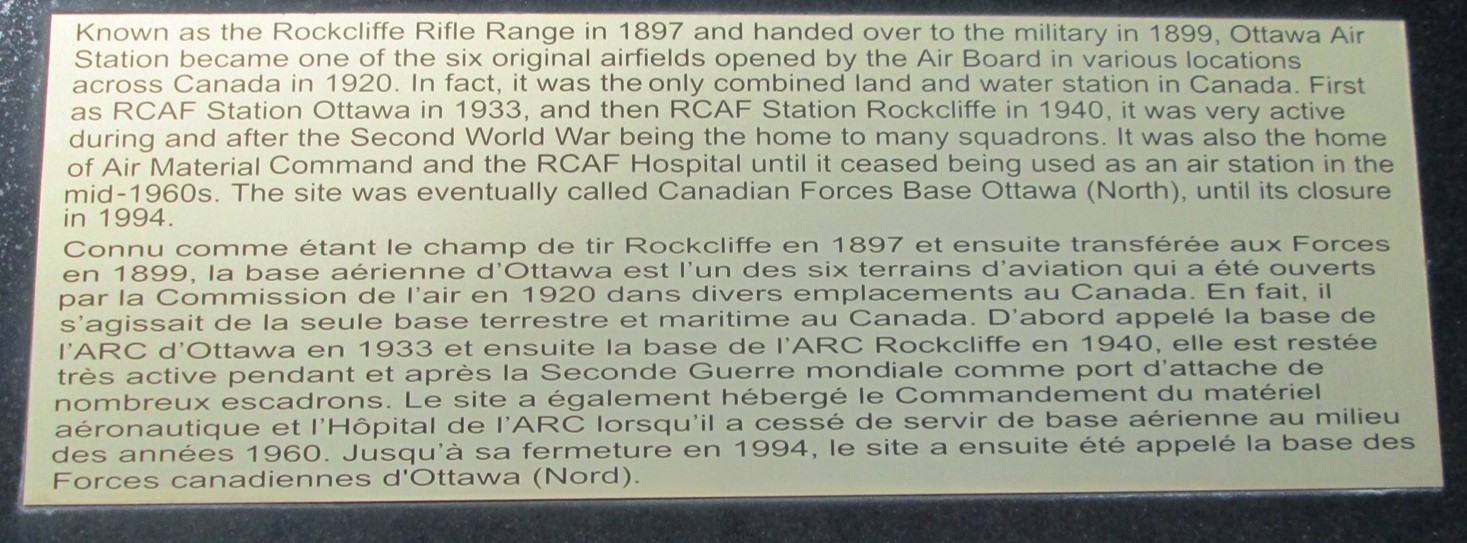 Known as the Rockcliffe Rifle Range in 1897 and handed over to the military in 1899, Ottawa Air
Station became one of the six original airfields opened by the Air Board in various locations
across Canada in 1920. In fact, it was the only combined land and water station in Canada. First
as RCAF Station Ottawa in 1933, and then RCAF Station Rockcliffe in 1940, it was very active
during and after the Second World War being the home to many squadrons. It was also the home
of Air Material Command and the RCAF Hospital until it ceased being used as an air station in the
mid-1960s. The site was eventually called Canadian Forces Base Ottawa (North), until its closure
in 1994.
Connu comme étant le champ de tir Rockcliffe en 1897 et ensuite transférée aux Forces
en 1899, la base aérienne d'Ottawa est l'un des six terrains d'aviation qui a été ouverts
par la Commission de l'air en 1920 dans divers emplacements au Canada. En fait, il
s'agissait de la seule base terrestre et maritime au Canada. D'abord appelé la base de
l'ARC d'Ottawa en 1933 et ensuite la base de l'ARC Rockcliffe en 1940, elle est restée
très active pendant et après la Seconde Guerre mondiale comme port d'attache de
nombreux escadrons. Le site a également hébergé le Commandement du matériel
aéronautique et l'Hôpital de l'ARC lorsqu'il a cessé de servir de base aérienne au milieu
des années 1960. Jusqu'à sa fermeture en 1994, le site a ensuite été appelé la base des
Forces canadiennes d'Ottawa (Nord).